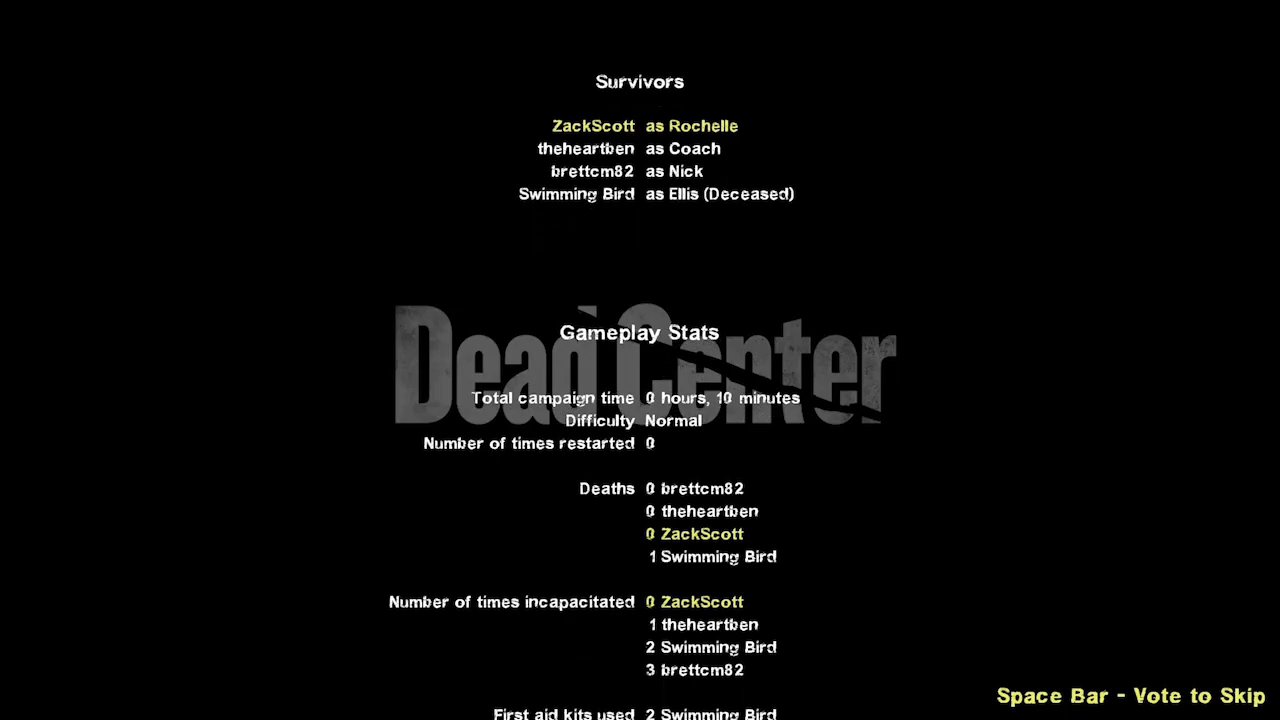 Survivors
ZackScott as Rochelle
theheartben as Coach
brettcm82 as Nick
Swimming Bird as Ellis (Deceased)
Dead Center
Gameplay Stats
Total campaign time 0 hours, 10 minutes
Difficulty Normal
Number of times restarted 0
Deaths 0 brettcm82
0 theheartben
0 ZackScott
1 Swimming Bird
Number of times incapacitated 0 ZackScott
1 theheartben
2 Swimming Bird
3 brettcm82
Space Bar - Vote to Skip
First aid kits used 2 Swimming Bird